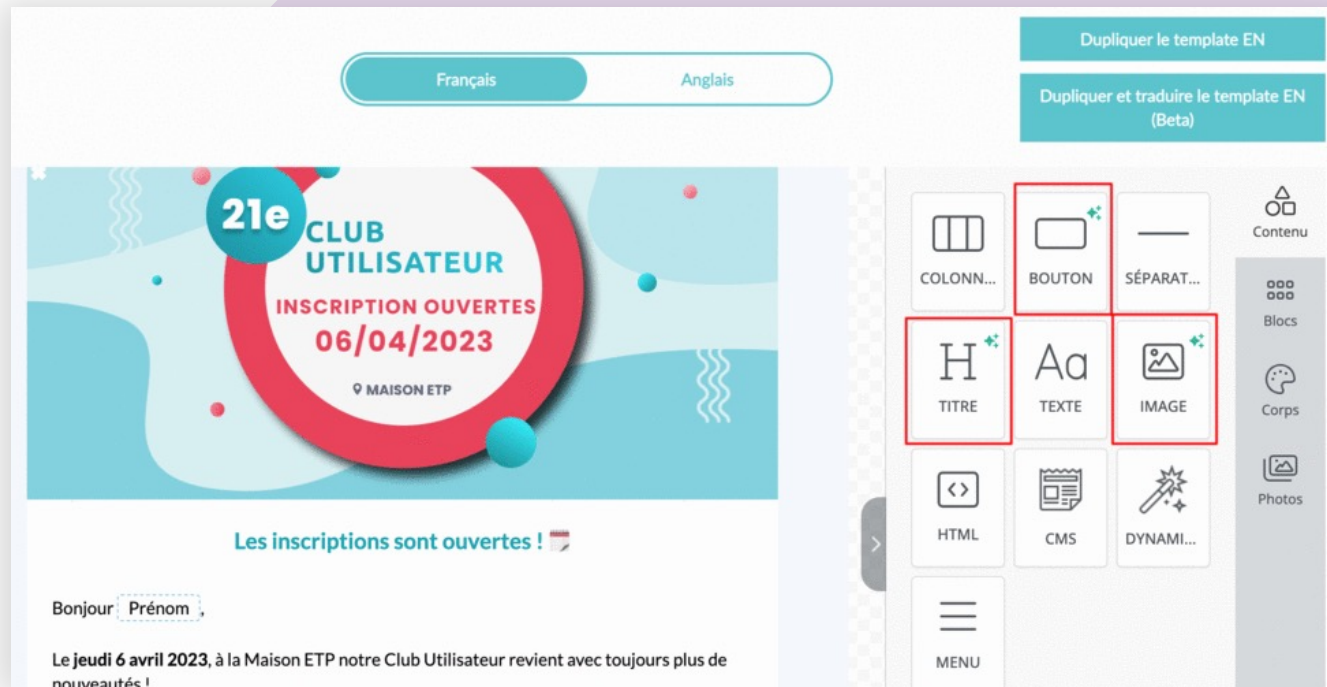 Dupliquer le template EN
Français
Anglais
Dupliquer et traduire le template EN
(Beta)
21e
CLUB
UTILISATEUR
INSCRIPTION OUVERTES
06/04/2023
MAISON ETP
Les inscriptions sont ouvertes !
Bonjour Prénom ,
Le jeudi 6 avril 2023, à la Maison ETP notre Club Utilisateur revient avec toujours plus de
nouveautés !
COLONN...
BOUTON
SÉPARAT...
TITRE
TEXTE
IMAGE
HTML
CMS
DYNAMI...
MENU
Contenu
Blocs
Corps
Photos